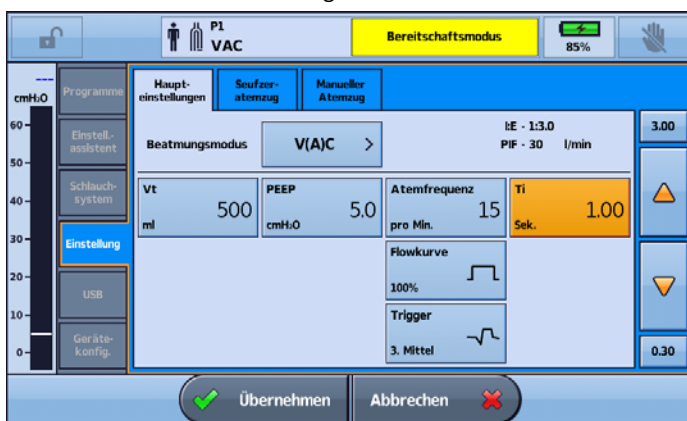 P1
VAC
Bereitschaftsmodus
85%
---
cmH₂O
60
50
40
30
20
10
0
Programme
Einstell.-
assistent
Schlauch-
system
Einstellung
USB
Geräte-
konfig.
Haupt-
einstellungen
Seufzer-
atemzug
Manueller
Atemzug
Beatmungsmodus
V(A)C >
I:E - 1:3.0
PIF - 30 l/min
Vt
500
ml
PEEP
5.0
cmH₂O
Atemfrequenz
15
pro Min.
Ti
1.00
Sek.
Flowkurve
100%
Trigger
3. Mittel
3.00
0.30
Übernehmen
Abbrechen